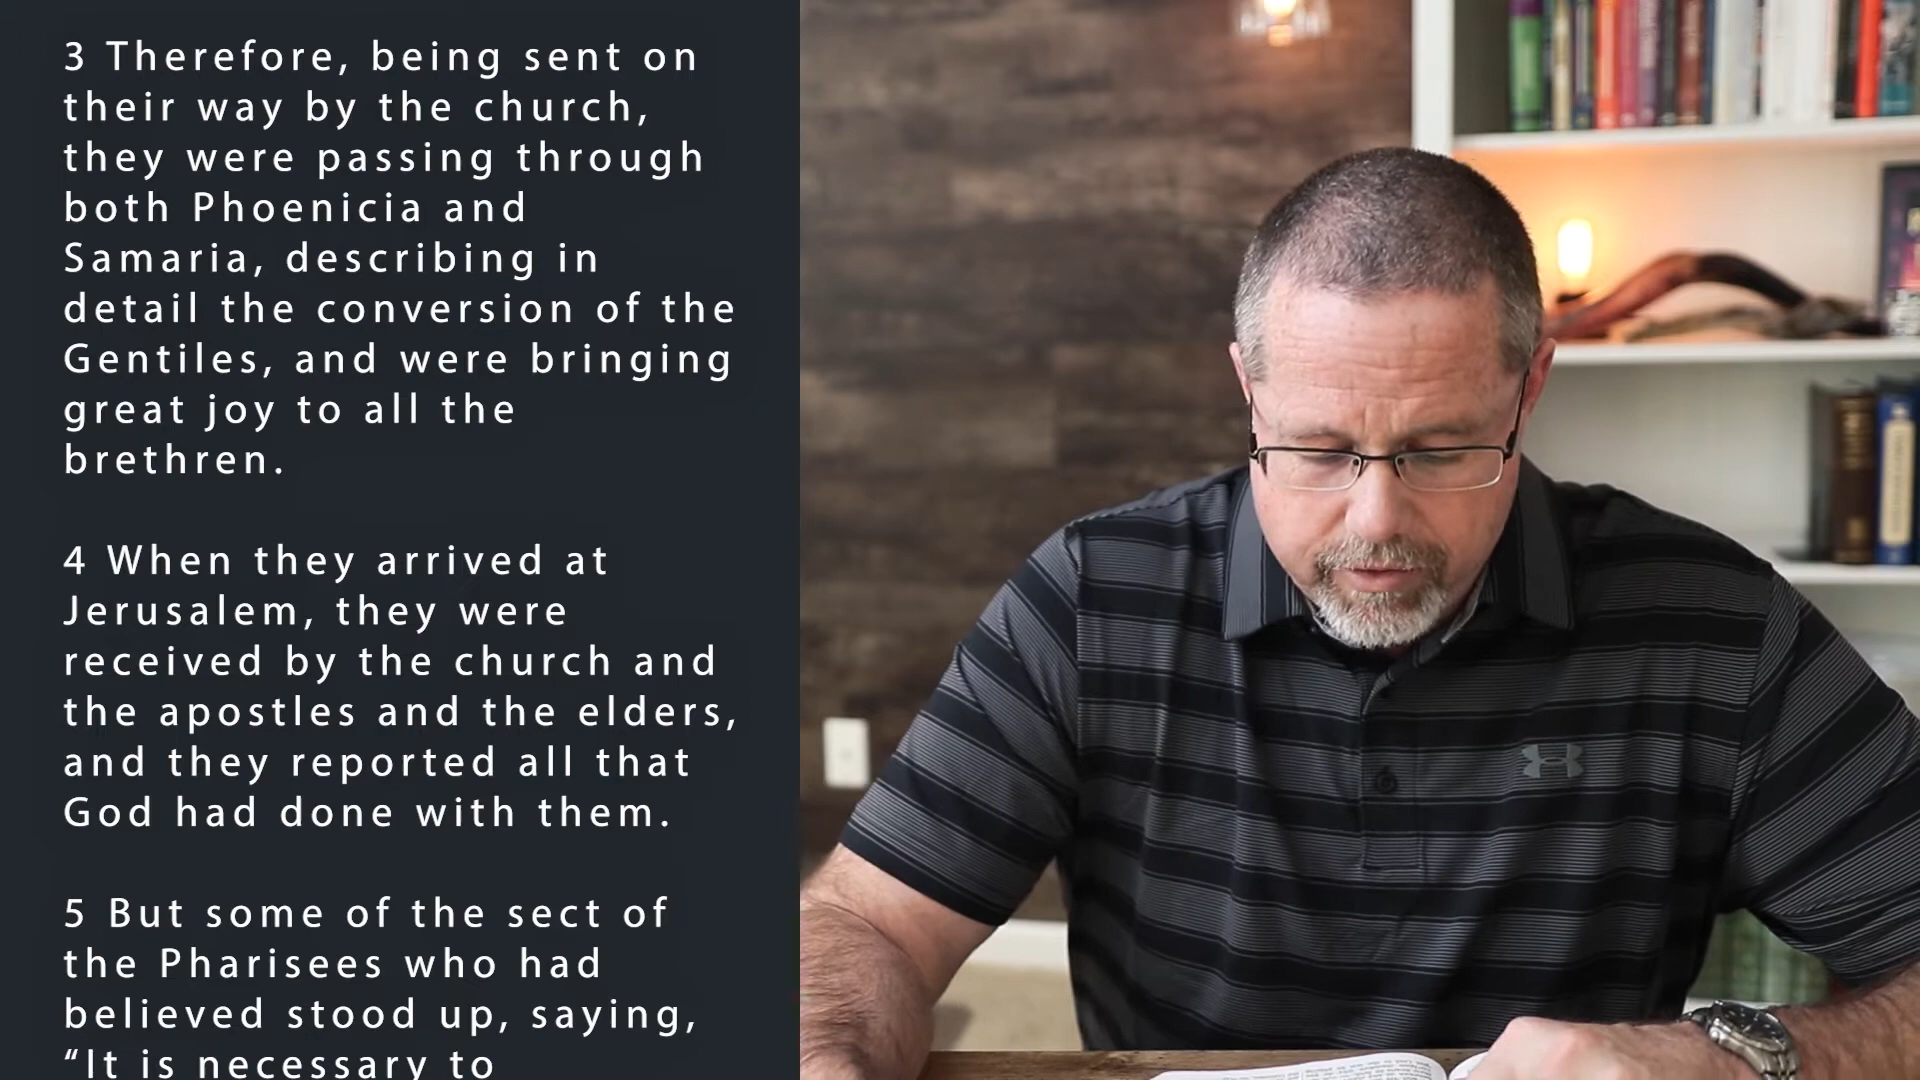 3 Therefore, being sent on
their way by the church,
they were passing through
both Phoenicia and
Samaria, describing in
detail the conversion of the
Gentiles, and were bringing
great joy to all the
brethren.
4 When they arrived at
Jerusalem, they were
received by the church and
the apostles and the elders,
and they reported all that
God had done with them.
5 But some of the sect of
the Pharisees who had
believed stood up, saying,
“It is necessary to